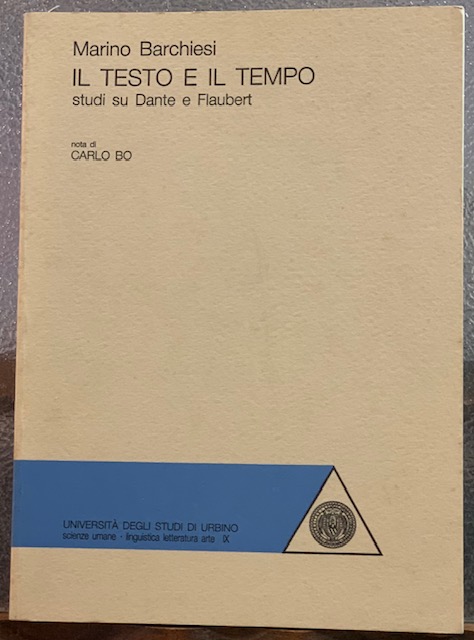 Marino Barchiesi
IL TESTO E IL TEMPO
studi su Dante e Flaubert
nota di
CARLO BO
UNIVERSITÀ DEGLI STUDI DI URBINO
scienze umane · linguistica letteratura arte IX